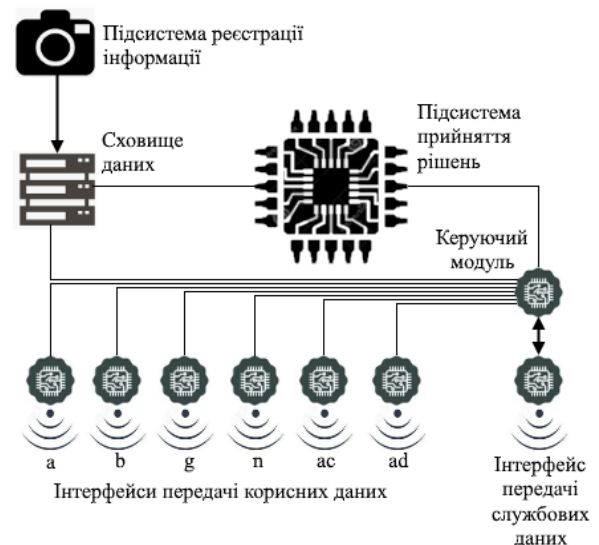 Підсистема реєстрації
інформації
Сховище
даних
Підсистема
прийняття
рішень
Керуючий
модуль
a b g n ac ad
Інтерфейси передачі корисних даних
Інтерфейс
передачі
службових
даних